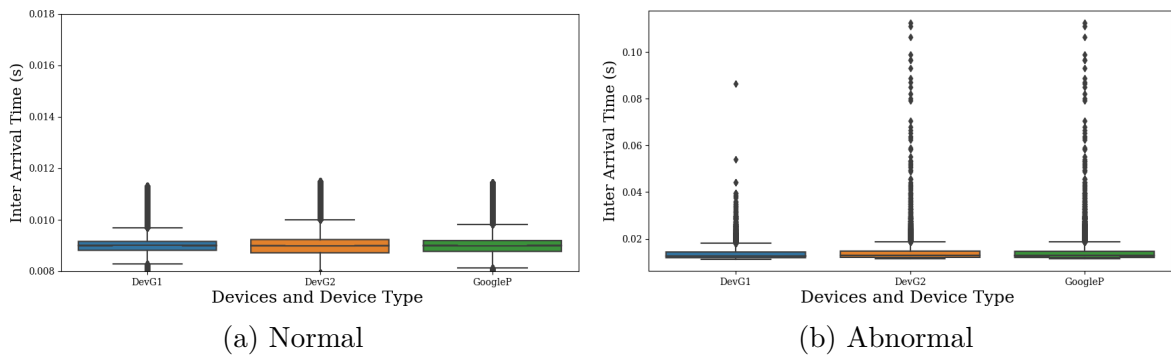 0.018
0.016
0.014
0.012
0.010
0.008
Inter Arrival Time (s)
DevG1 DevG2 GoogleP
Devices and Device Type
(a) Normal
0.10
0.08
0.06
0.04
0.02
Inter Arrival Time (s)
DevG1 DevG2 GoogleP
Devices and Device Type
(b) Abnormal